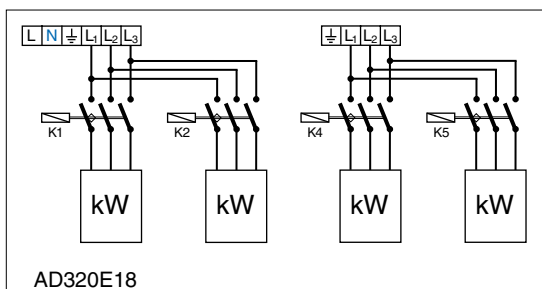 L N ⏚ L1 L2 L3
⏚ L1 L2 L3
K1 K2 K4 K5
kW kW kW kW
AD320E18